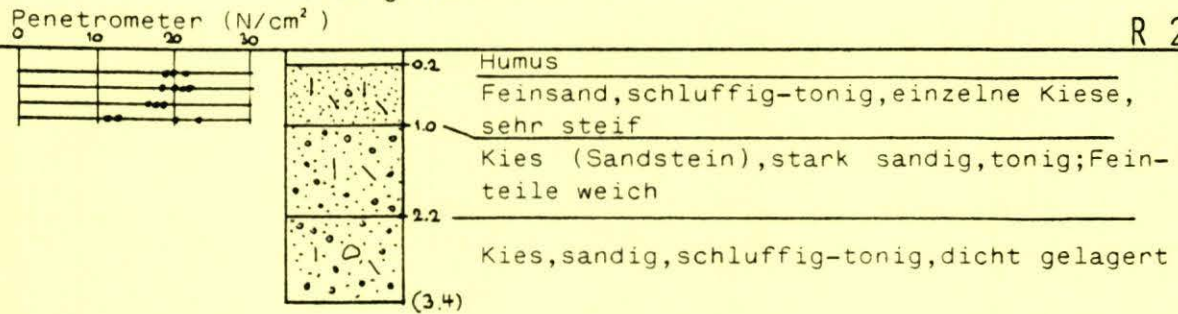 Penetrometer (N/cm²)
0 10 20 30
R 2
0.2
Humus
Feinsand,schluffig-tonig,einzelne Kiese,
sehr steif
1.0
Kies (Sandstein),stark sandig,tonig;Fein-
teile weich
2.2
Kies,sandig,schluffig-tonig,dicht gelagert
(3.4)